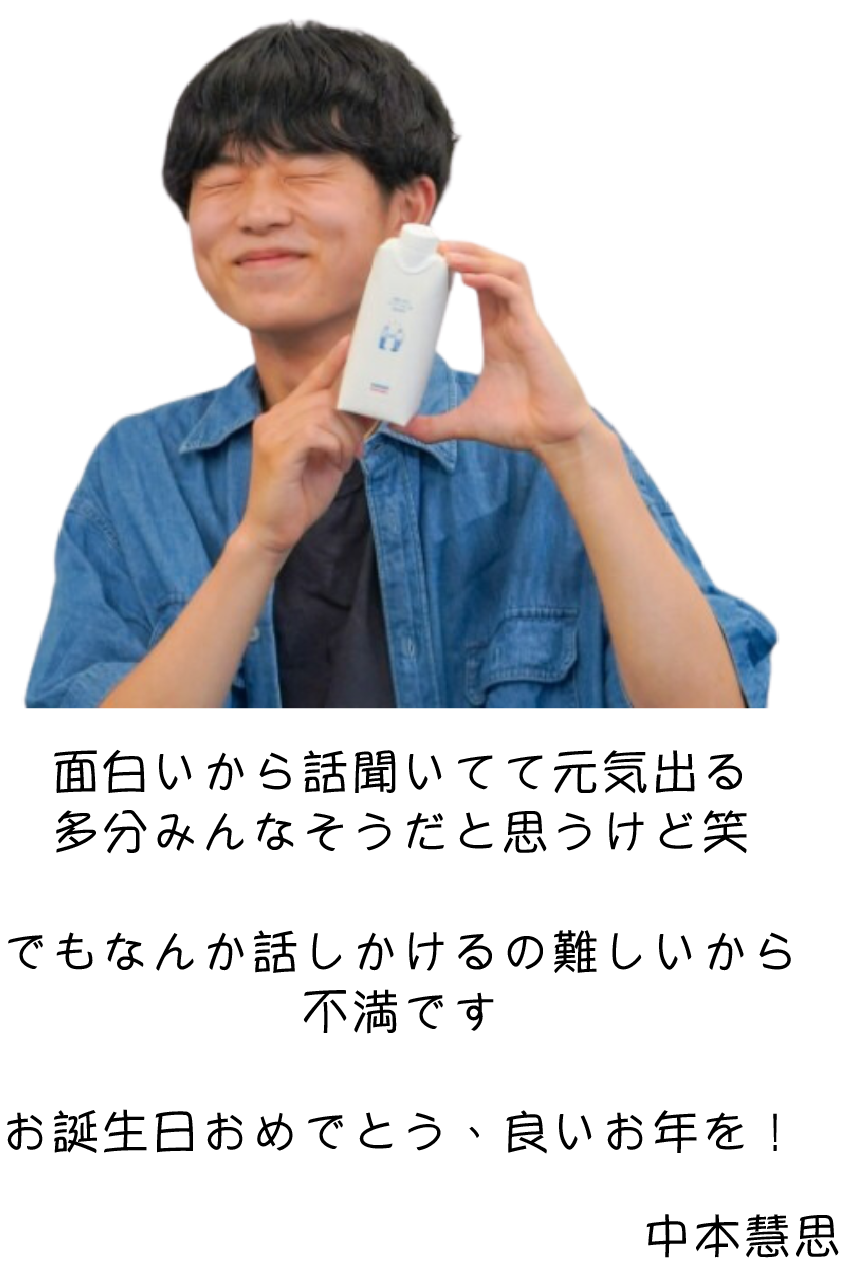 面白いから話聞いてて元気出る
多分みんなそうだと思うけど笑
でもなんか話しかけるの難しいから
不満です
お誕生日おめでとう、良いお年を！
中本慧思